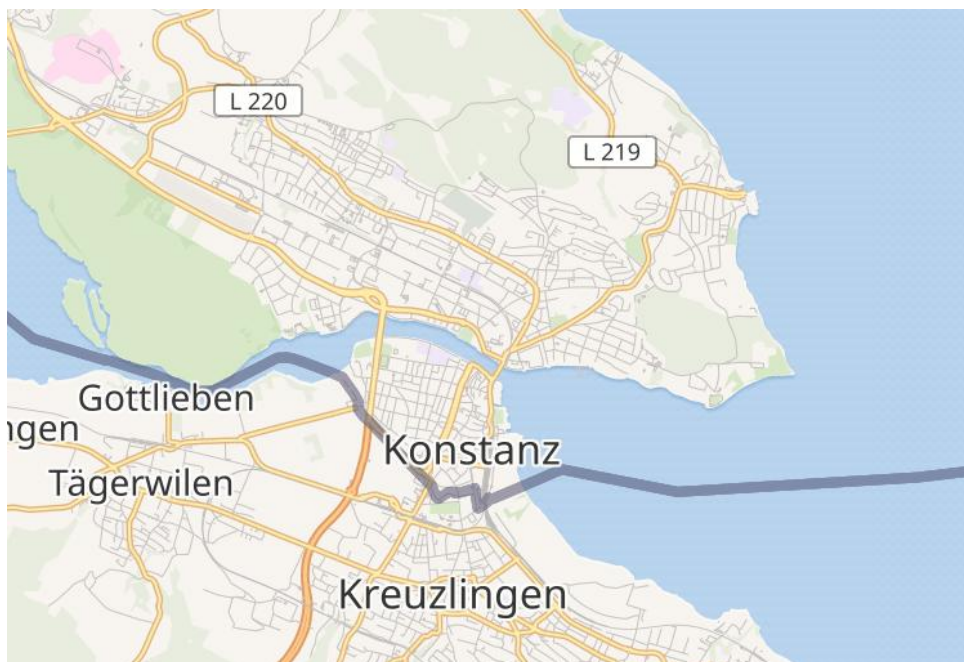 L 220
L 219
Gottlieben
ngen
Konstanz
Tägerwilen
Kreuzlingen